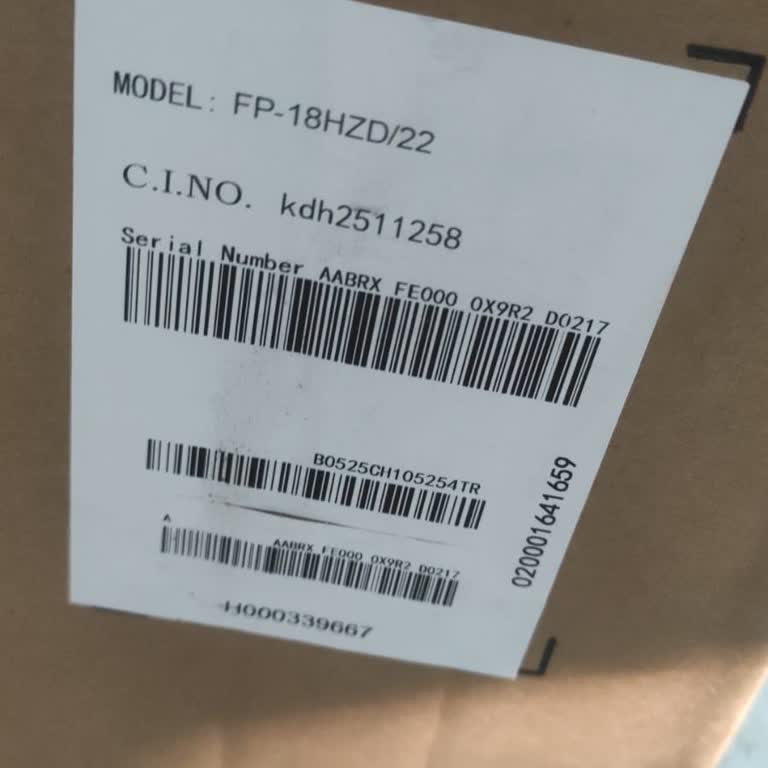 MODEL: FP-18HZD/22
C.I.NO. kdh2511258
Serial Number AABRX FE000 0X9R2 D0217
B0525CH105254TR
A
AABRX FE000 0X9R2 D0217
H000339667
020001641659